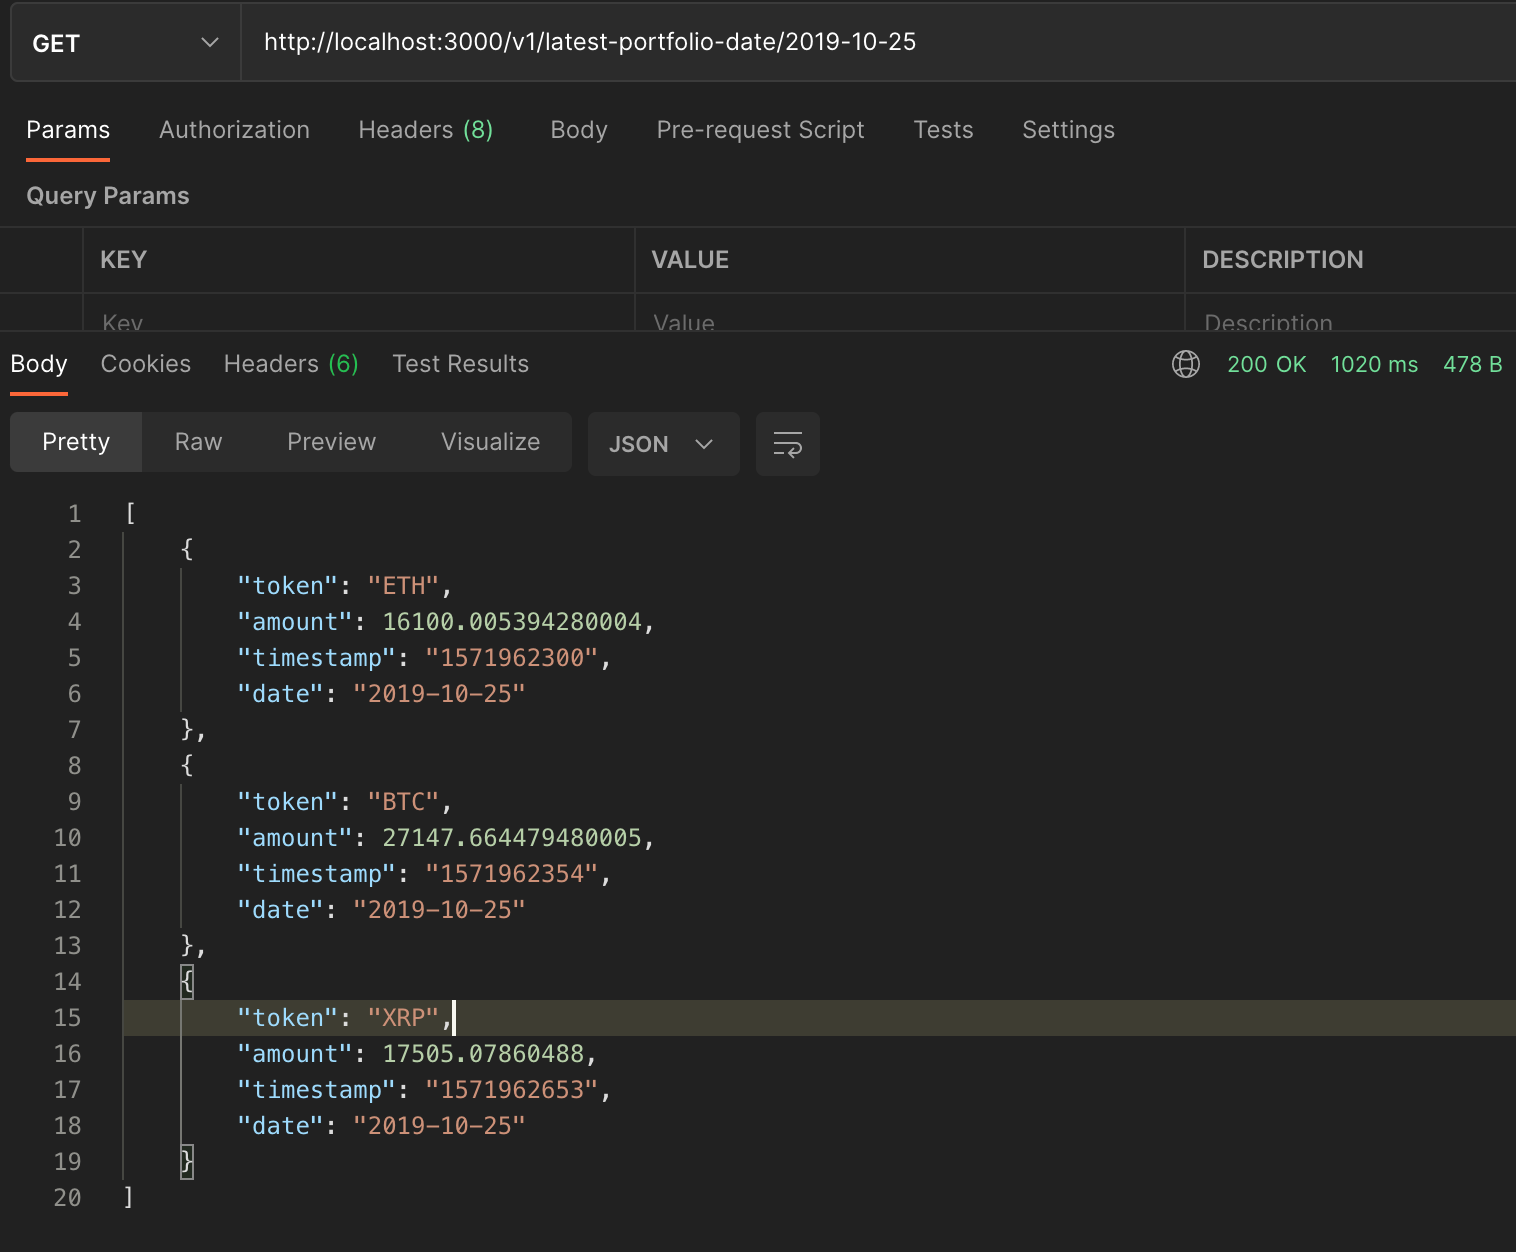 GET http://localhost:3000/v1/latest-portfolio-date/2019-10-25
Params Authorization Headers (8) Body Pre-request Script Tests Settings
Query Params
KEY VALUE DESCRIPTION
Key Value Description
Body Cookies Headers (6) Test Results 200 OK 1020 ms 478 B
Pretty Raw Preview Visualize JSON
1 [
2 {
3 "token": "ETH",
4 "amount": 16100.005394280004,
5 "timestamp": "1571962300",
6 "date": "2019-10-25"
7 },
8 {
9 "token": "BTC",
10 "amount": 27147.664479480005,
11 "timestamp": "1571962354",
12 "date": "2019-10-25"
13 },
14 {
15 "token": "XRP",
16 "amount": 17505.07860488,
17 "timestamp": "1571962653",
18 "date": "2019-10-25"
19 }
20 ]